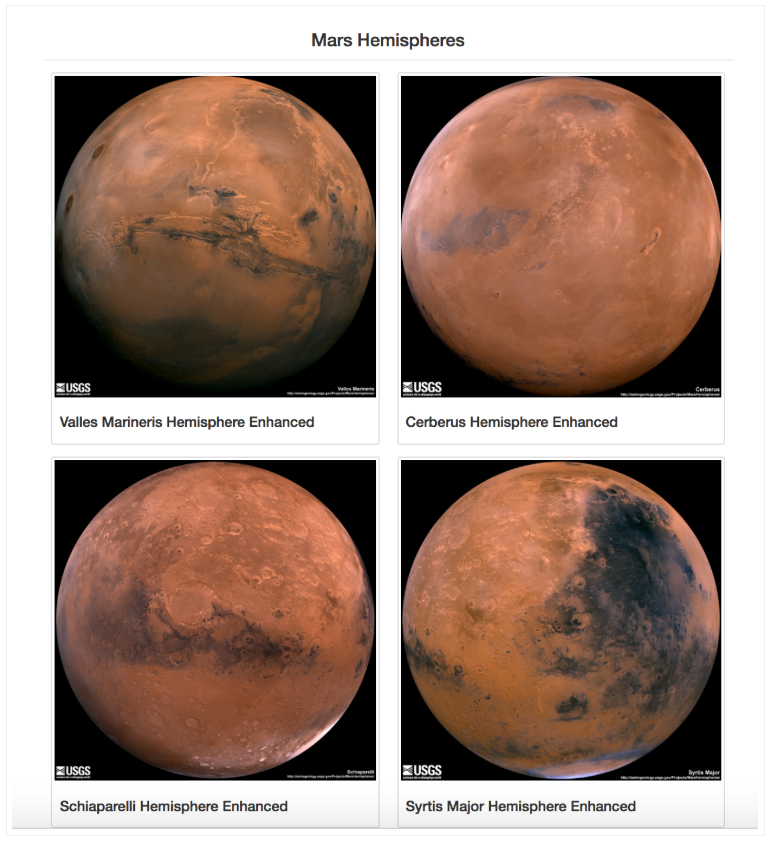 Mars Hemispheres
USGS
science for a changing world
Valles Marineris
http://astrogeology.usgs.gov/Projects/MarsHemispheres/
Valles Marineris Hemisphere Enhanced
USGS
science for a changing world
Cerberus
http://astrogeology.usgs.gov/Projects/MarsHemispheres/
Cerberus Hemisphere Enhanced
USGS
science for a changing world
Schiaparelli
http://astrogeology.usgs.gov/Projects/MarsHemispheres/
Schiaparelli Hemisphere Enhanced
USGS
science for a changing world
Syrtis Major
http://astrogeology.usgs.gov/Projects/MarsHemispheres/
Syrtis Major Hemisphere Enhanced